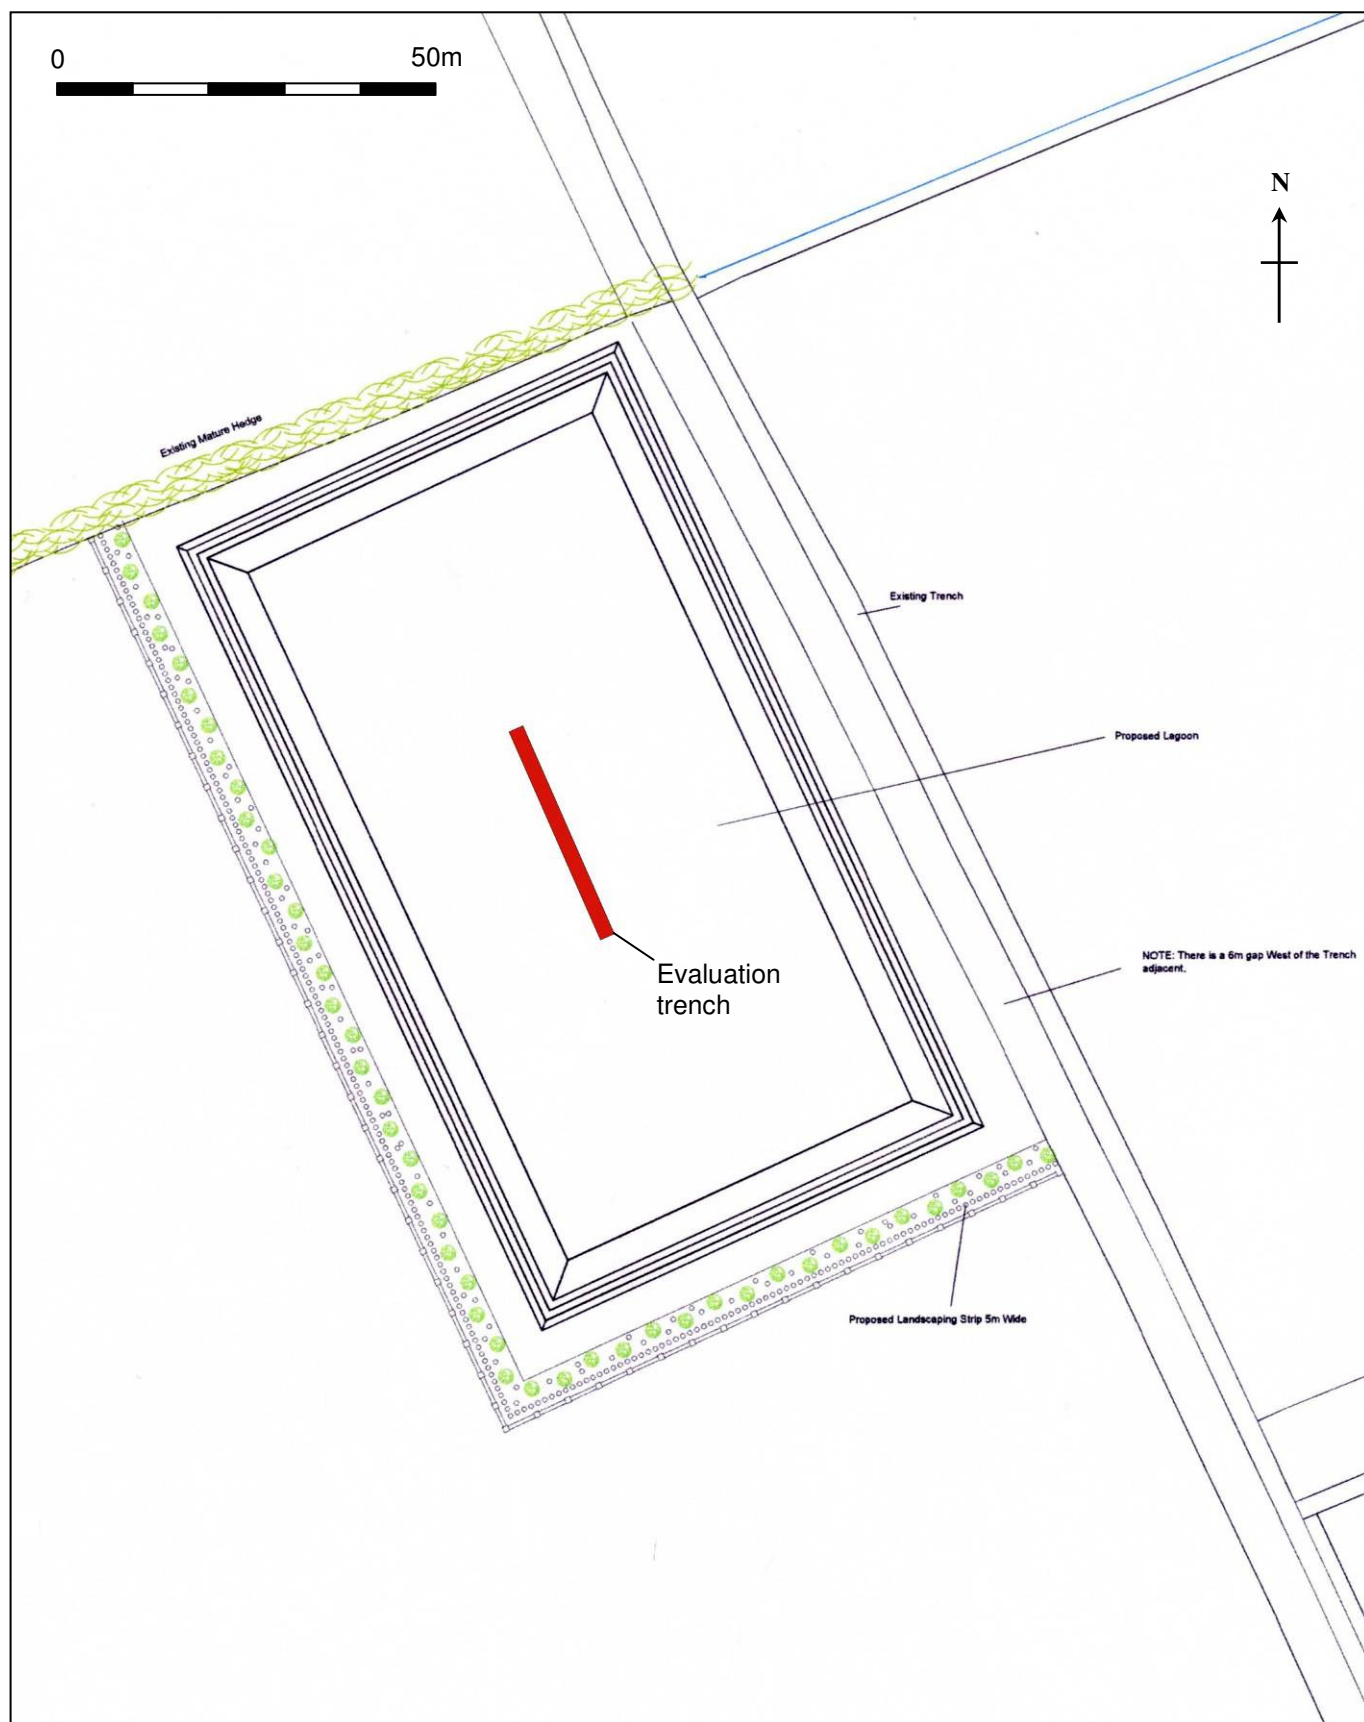 0
50m
N
Existing Mature Hedge
Existing Trench
Proposed Lagoon
NOTE: There is a 6m gap West of the Trench
adjacent.
Evaluation
trench
Proposed Landscaping Strip 5m Wide